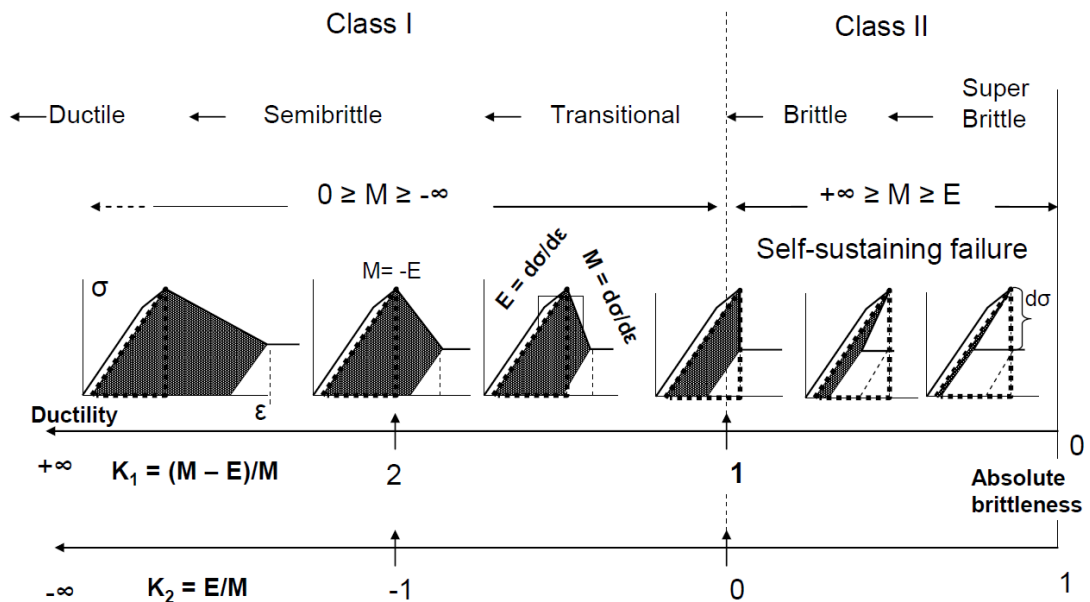 Class I
Class II
Ductile
Semibrittle
Transitional
Brittle
Super
Brittle
0 ≥ M ≥ -∞
+∞ ≥ M ≥ E
Self-sustaining failure
σ
M= -E
E = dσ/dε
M = dσ/dε
dσ
ε
Ductility
0
+∞
K₁ = (M – E)/M
2
1
Absolute
brittleness
-∞
K₂ = E/M
-1
0
1